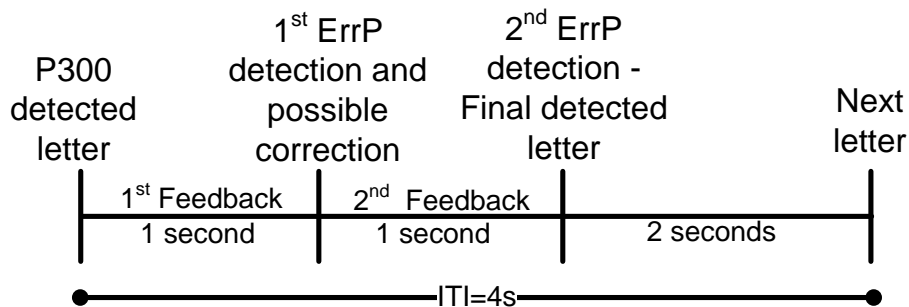 P300
detected
letter
1st ErrP
detection and
possible
correction
2nd ErrP
detection -
Final detected
letter
Next
letter
1st Feedback
1 second
2nd Feedback
1 second
2 seconds
ITI=4s